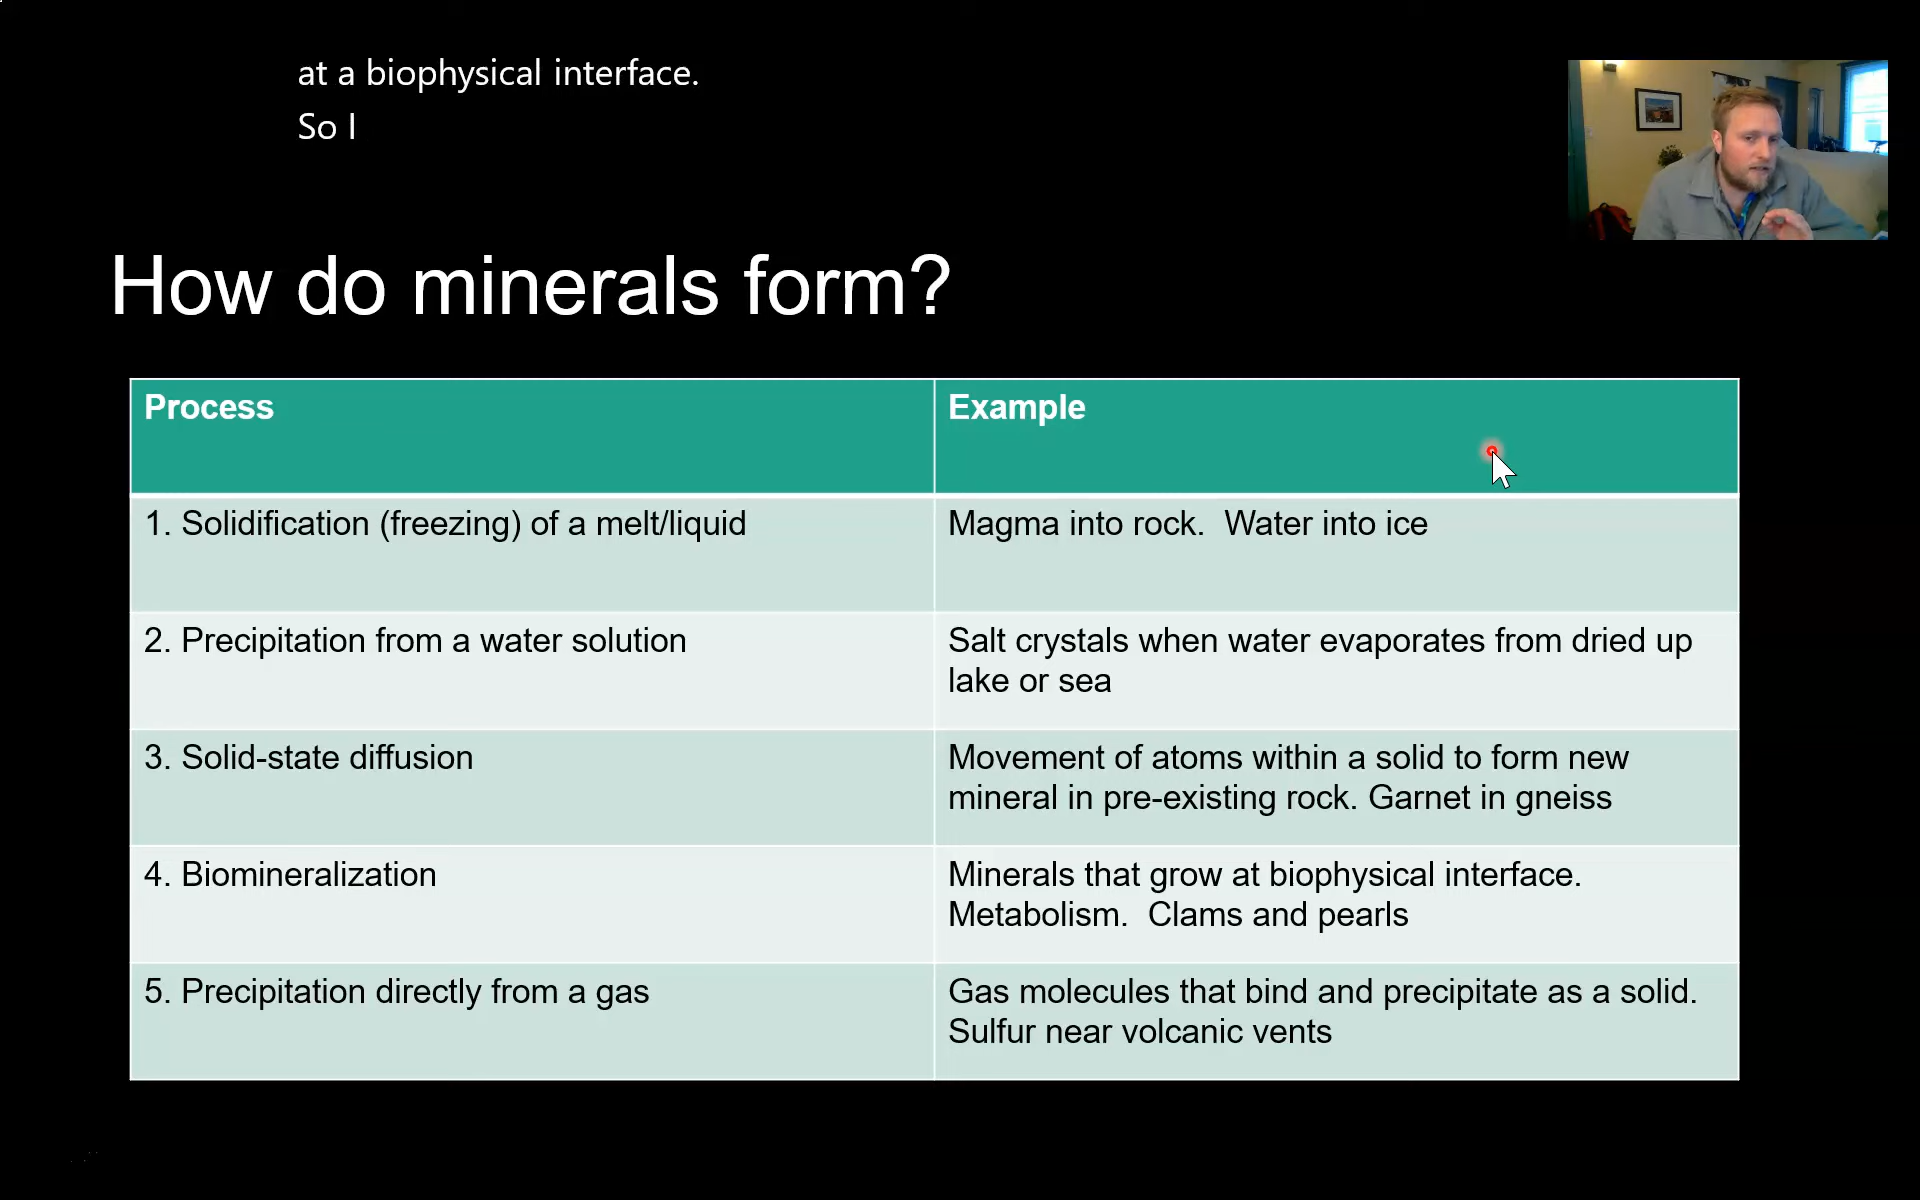 at a biophysical interface.
So I
How do minerals form?
Process
Example
1. Solidification (freezing) of a melt/liquid
Magma into rock.  Water into ice
2. Precipitation from a water solution
Salt crystals when water evaporates from dried up
lake or sea
3. Solid-state diffusion
Movement of atoms within a solid to form new
mineral in pre-existing rock. Garnet in gneiss
4. Biomineralization
Minerals that grow at biophysical interface.
Metabolism.  Clams and pearls
5. Precipitation directly from a gas
Gas molecules that bind and precipitate as a solid.
Sulfur near volcanic vents